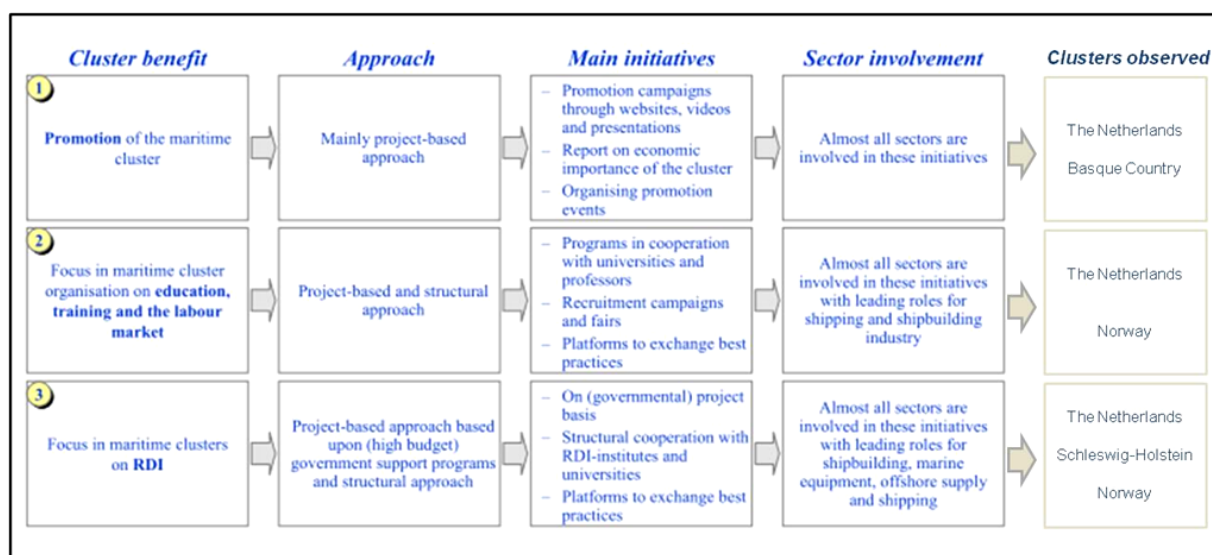 Cluster benefit
Approach
Main initiatives
Sector involvement
Clusters observed
1
Promotion of the maritime
cluster
Mainly project-based
approach
– Promotion campaigns
through websites, videos
and presentations
– Report on economic
importance of the cluster
– Organising promotion
events
Almost all sectors are
involved in these initiatives
The Netherlands
Basque Country
2
Focus in maritime cluster
organisation on education,
training and the labour
market
Project-based and structural
approach
– Programs in cooperation
with universities and
professors
– Recruitment campaigns
and fairs
– Platforms to exchange best
practices
Almost all sectors are
involved in these initiatives
with leading roles for
shipping and shipbuilding
industry
The Netherlands
Norway
3
Focus in maritime clusters
on RDI
Project-based approach based
upon (high budget)
government support programs
and structural approach
– On (governmental) project
basis
– Structural cooperation with
RDI-institutes and
universities
– Platforms to exchange best
practices
Almost all sectors are
involved in these initiatives
with leading roles for
shipbuilding, marine
equipment, offshore supply
and shipping
The Netherlands
Schleswig-Holstein
Norway